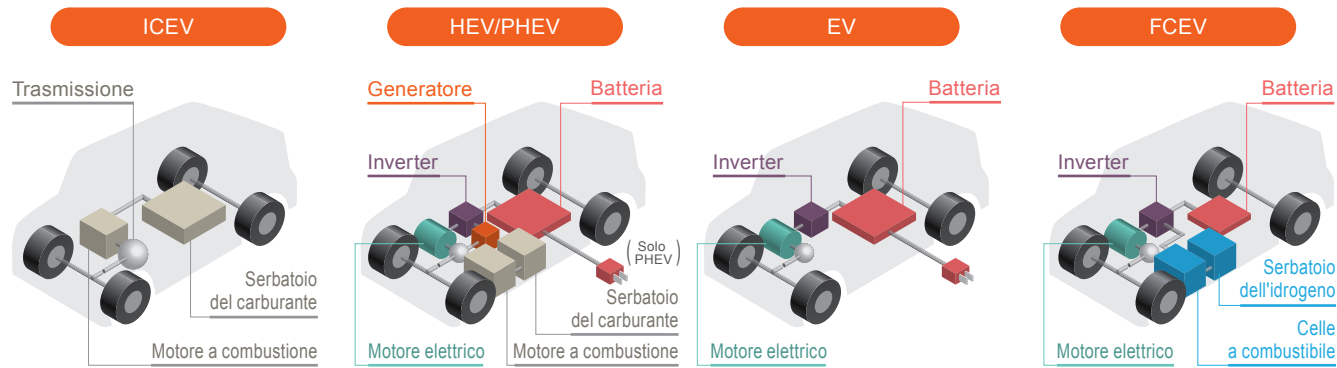 ICEV
Trasmissione
Serbatoio
del carburante
Motore a combustione
HEV/PHEV
Generatore
Batteria
Inverter
(Solo
PHEV)
Serbatoio
del carburante
Motore elettrico
Motore a combustione
EV
Batteria
Inverter
Motore elettrico
FCEV
Batteria
Inverter
Serbatoio
dell'idrogeno
Celle
a combustibile
Motore elettrico